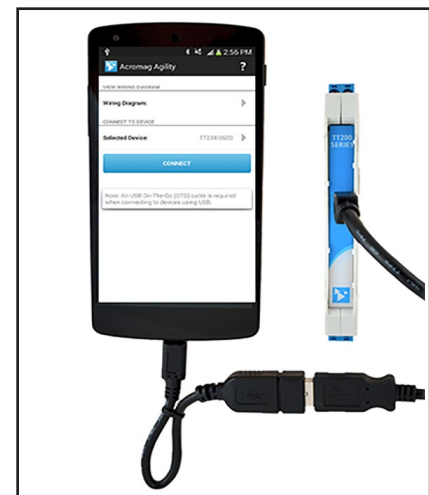 2:56 PM
Acromag Agility ?
VIEW WIRING DIAGRAM
Wiring Diagram:
CONNECT TO DEVICE
Selected Device: TT234-0600
CONNECT
Note: An USB On-The-Go (OTG) cable is required
when connecting to devices using USB.
TT200
SERIES